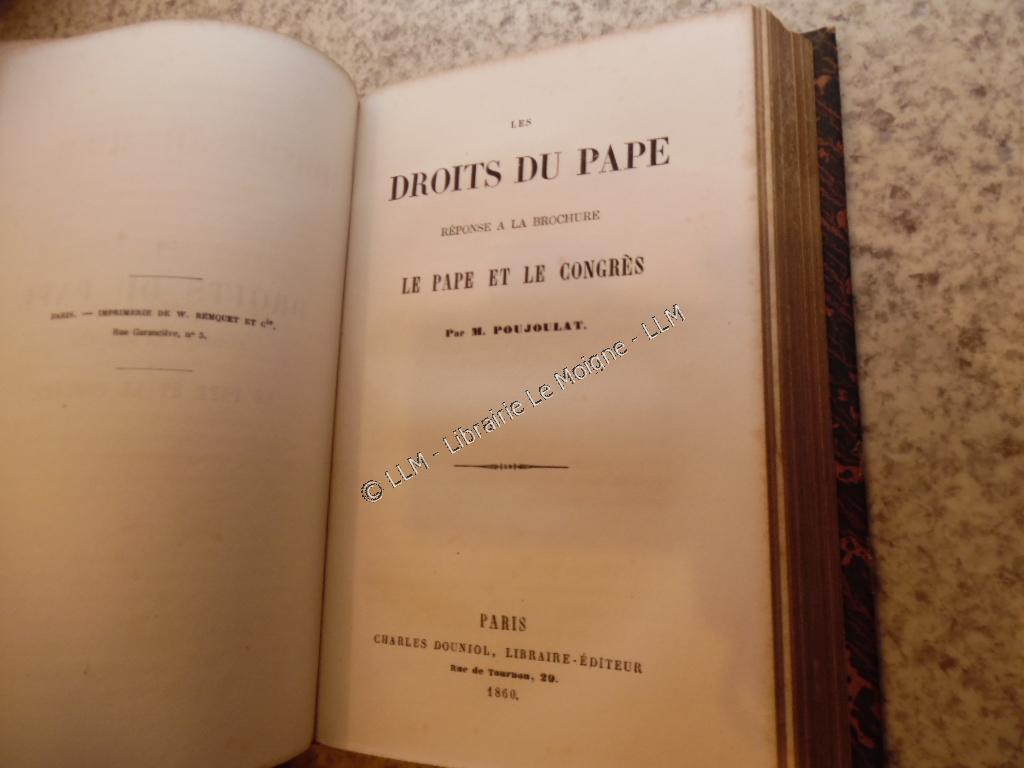 PARIS. — IMPRIMERIE DE W. REMQUET ET Cie,
Rue Garancière, n° 5.
LES
DROITS DU PAPE
RÉPONSE A LA BROCHURE
LE PAPE ET LE CONGRÈS
Par M. POUJOULAT.
© LLM - Librairie Le Moigne - LLM
PARIS
CHARLES DOUNIOL, LIBRAIRE-ÉDITEUR
Rue de Tournon, 29.
1860.